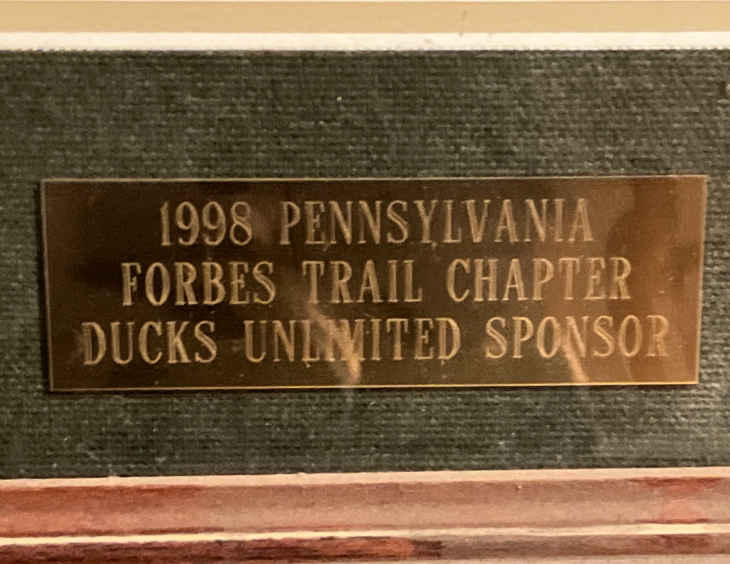 1998 PENNSYLVANIA
FORBES TRAIL CHAPTER
DUCKS UNLIMITED SPONSOR